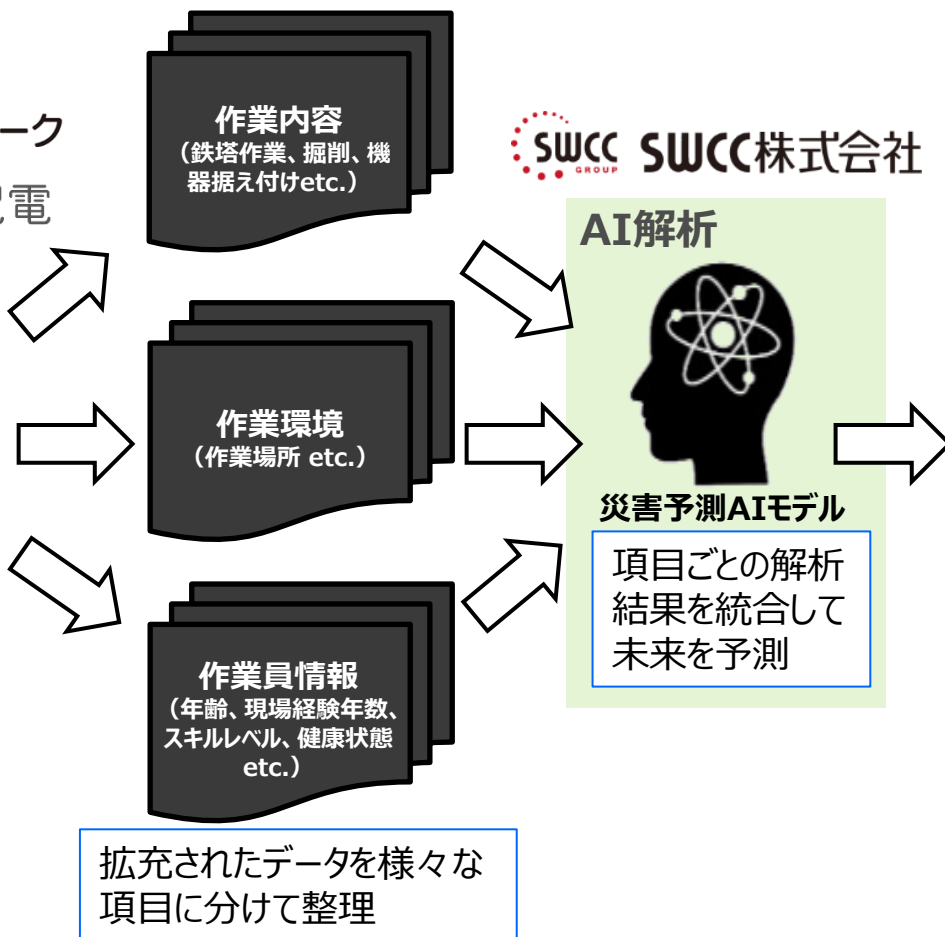 ーク
電
作業内容
（鉄塔作業、掘削、機
器据え付けetc.）
SWCC
GROUP
SWCC株式会社
AI解析
作業環境
（作業場所 etc.）
災害予測AIモデル
項目ごとの解析
結果を統合して
未来を予測
作業員情報
（年齢、現場経験年数、
スキルレベル、健康状態
etc.）
拡充されたデータを様々な
項目に分けて整理